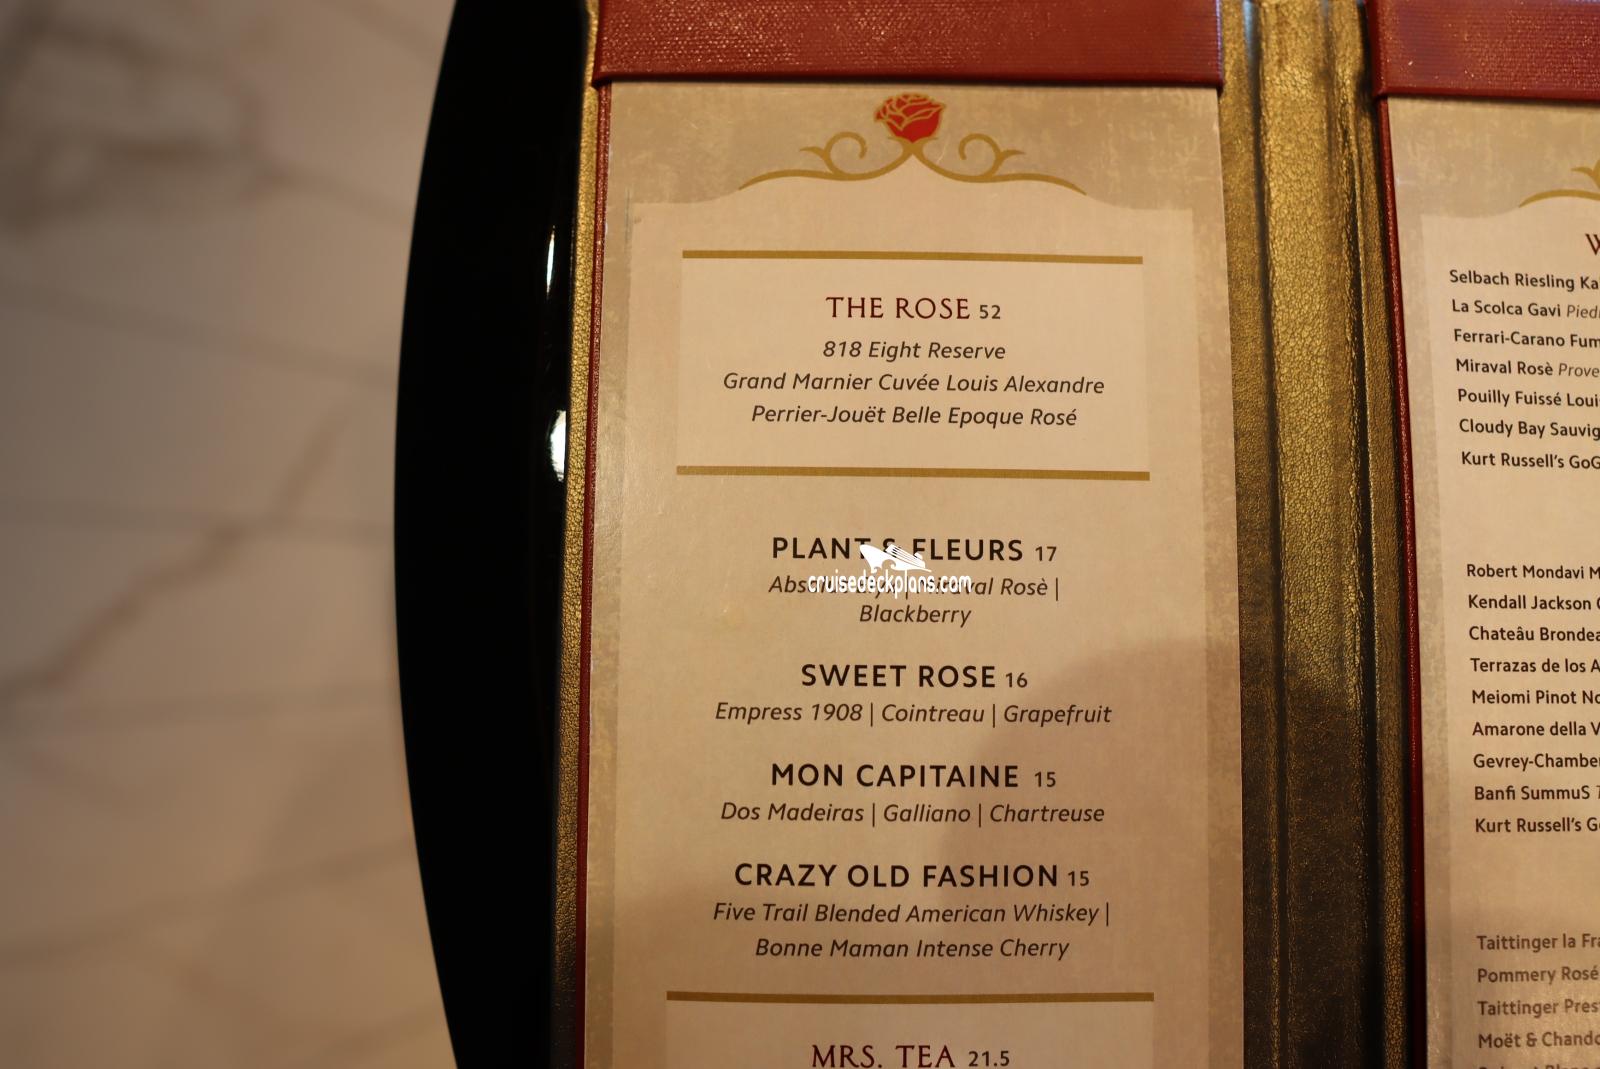 THE ROSE 52
818 Eight Reserve
Grand Marnier Cuvée Louis Alexandre
Perrier-Jouët Belle Epoque Rosé
PLANT & FLEURS 17
Rosè |
Blackberry
cruisedeckplans.com
SWEET ROSE 16
Empress 1908 | Cointreau | Grapefruit
MON CAPITAINE 15
Dos Madeiras | Galliano | Chartreuse
CRAZY OLD FASHION 15
Five Trail Blended American Whiskey |
Bonne Maman Intense Cherry
MRS. TEA 21.5
Selbach Riesling
La Scolca Gavi
Ferrari-Carano
Miraval Rosè
Pouilly Fuissé
Cloudy Bay
Kurt Russell's
Robert Mondavi
Kendall Jackson
Chateâu
Terrazas de los
Meiomi Pinot
Amarone della
Banfi SummuS
Kurt Russell's
Taittinger la
Pommery Rosé
Taittinger
Moët &